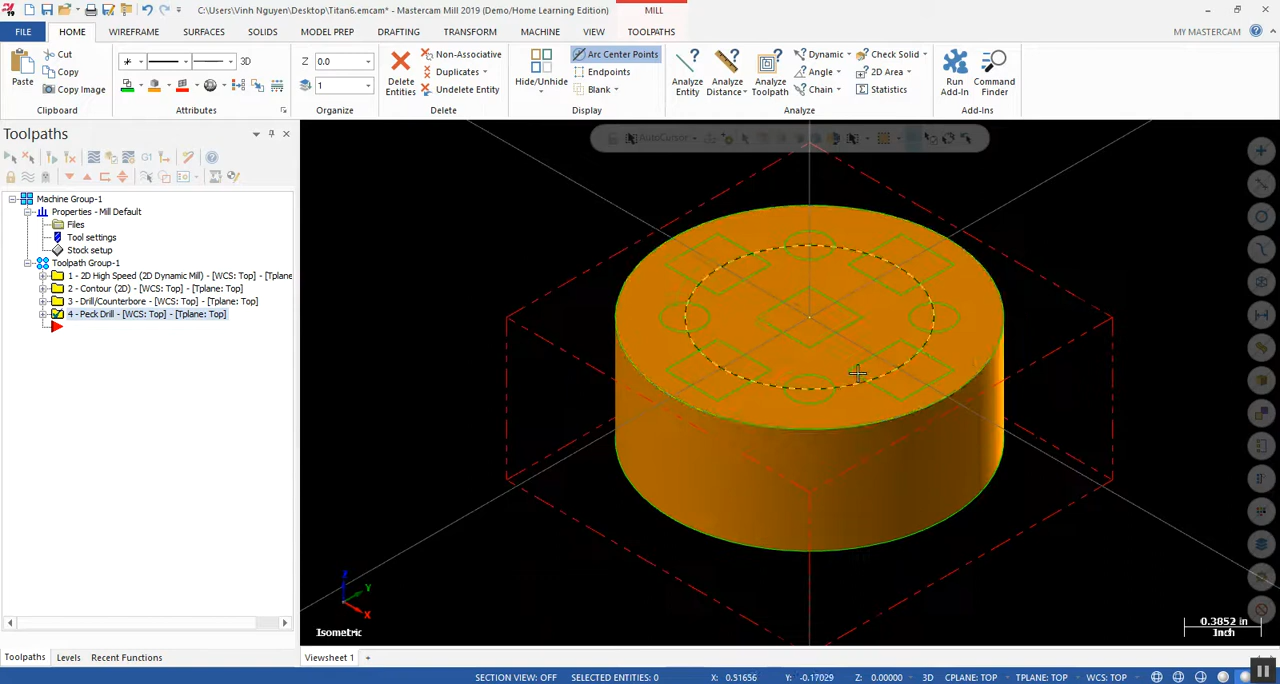 19
C:\Users\Vinh Nguyen\Desktop\Titan6.emcam* - Mastercam Mill 2019 (Demo/Home Learning Edition)
MILL
FILE HOME WIREFRAME SURFACES SOLIDS MODEL PREP DRAFTING TRANSFORM MACHINE VIEW TOOLPATHS MY MASTERCAM
Paste
Cut
Copy
Copy Image
Clipboard
3D
Attributes
Z 0.0
1
Organize
Delete Entities
Non-Associative
Duplicates
Undelete Entity
Delete
Hide/Unhide
Arc Center Points
Endpoints
Blank
Display
Analyze Entity
Analyze Distance
Analyze Toolpath
Dynamic
Angle
Chain
Check Solid
2D Area
Statistics
Analyze
Run Add-In
Command Finder
Add-Ins
Toolpaths
G1
Machine Group-1
Properties - Mill Default
Files
Tool settings
Stock setup
Toolpath Group-1
1 - 2D High Speed (2D Dynamic Mill) - [WCS: Top] - [Tplane
2 - Contour (2D) - [WCS: Top] - [Tplane: Top]
3 - Drill/Counterbore - [WCS: Top] - [Tplane: Top]
4 - Peck Drill - [WCS: Top] - [Tplane: Top]
AutoCursor
Z
Y
X
Isometric
0.3852 in
Inch
Toolpaths Levels Recent Functions
Viewsheet 1 +
SECTION VIEW: OFF SELECTED ENTITIES: 0 X: 0.51656 Y: -0.17029 Z: 0.00000 3D CPLANE: TOP TPLANE: TOP WCS: TOP